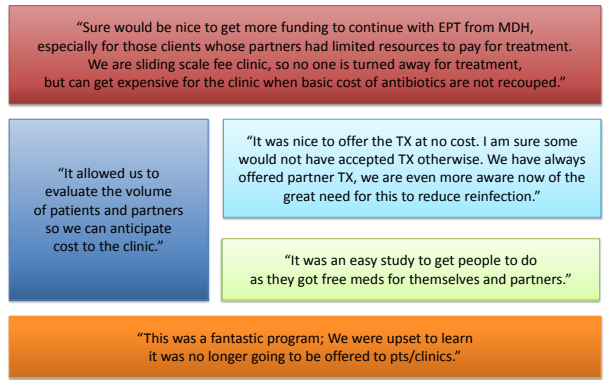 “Sure would be nice to get more funding to continue with EPT from MDH,
especially for those clients whose partners had limited resources to pay for treatment.
We are sliding scale fee clinic, so no one is turned away for treatment,
but can get expensive for the clinic when basic cost of antibiotics are not recouped.”
“It allowed us to
evaluate the volume
of patients and partners
so we can anticipate
cost to the clinic.”
“It was nice to offer the TX at no cost. I am sure some
would not have accepted TX otherwise. We have always
offered partner TX, we are even more aware now of the
great need for this to reduce reinfection.”
“It was an easy study to get people to do
as they got free meds for themselves and partners.”
“This was a fantastic program; We were upset to learn
it was no longer going to be offered to pts/clinics.”